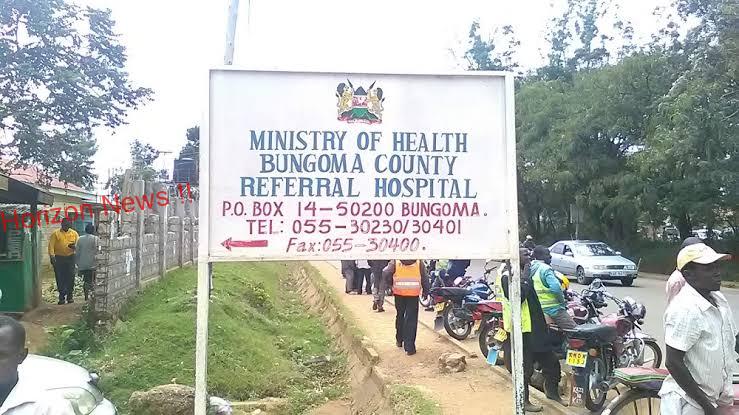 MINISTRY OF HEALTH
BUNGOMA COUNTY
REFERRAL HOSPITAL
P.O. BOX 14-50200 BUNGOMA.
TEL: 055-30230/30401
Fax: 055-30400.
Horizon News !!